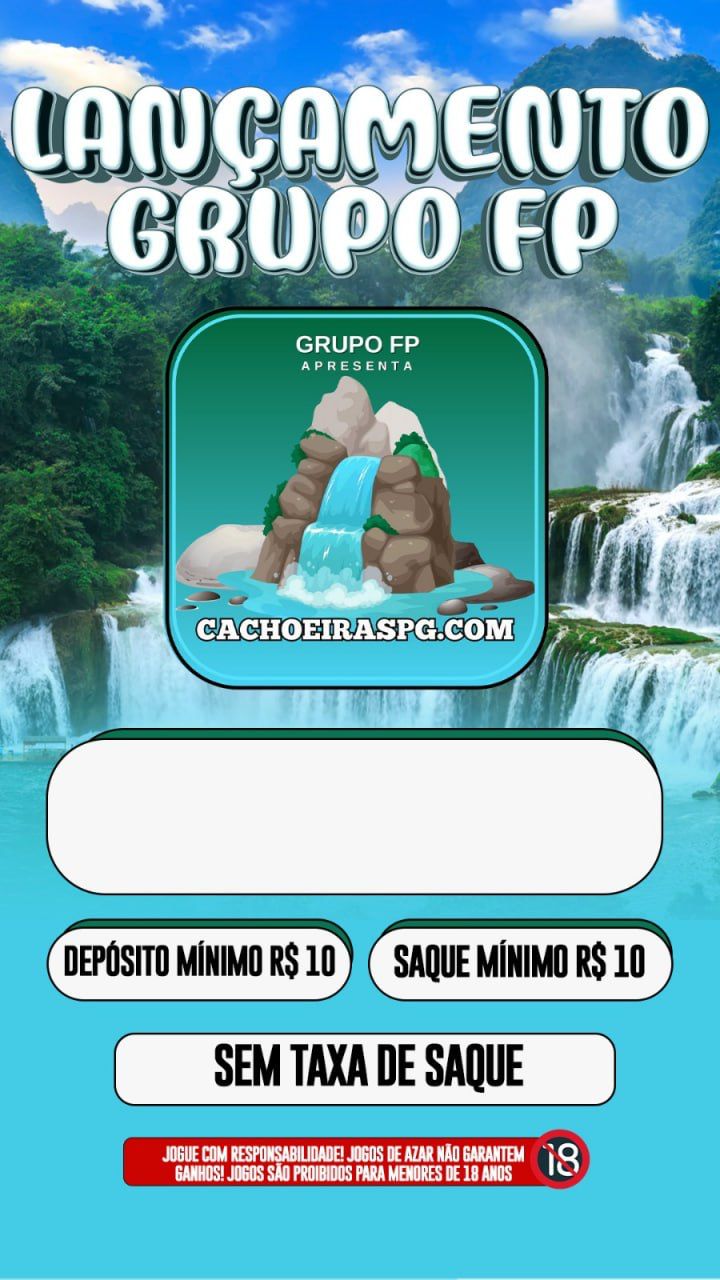 LANÇAMENTO
GRUPO FP
GRUPO FP
APRESENTA
CACHOEIRASPG.COM
DEPÓSITO MÍNIMO R$ 10
SAQUE MÍNIMO R$ 10
SEM TAXA DE SAQUE
JOGUE COM RESPONSABILIDADE! JOGOS DE AZAR NÃO GARANTEM
GANHOS! JOGOS SÃO PROIBIDOS PARA MENORES DE 18 ANOS
18